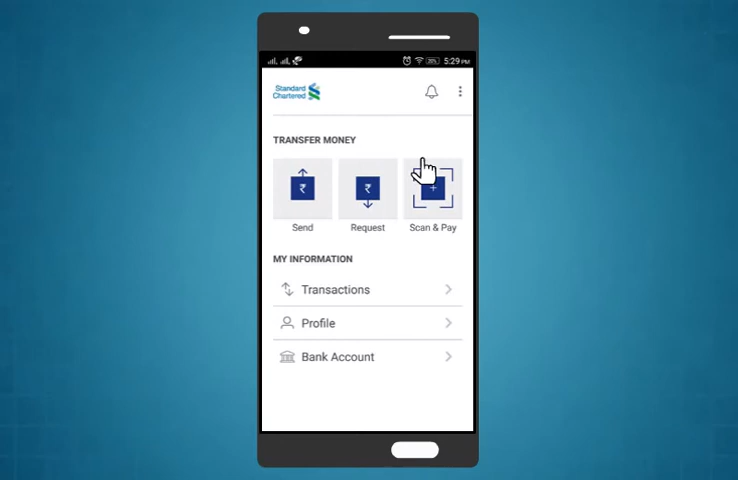 5:29 PM
Standard
Chartered
TRANSFER MONEY
₹ ₹
Send Request Scan & Pay
MY INFORMATION
Transactions
Profile
Bank Account